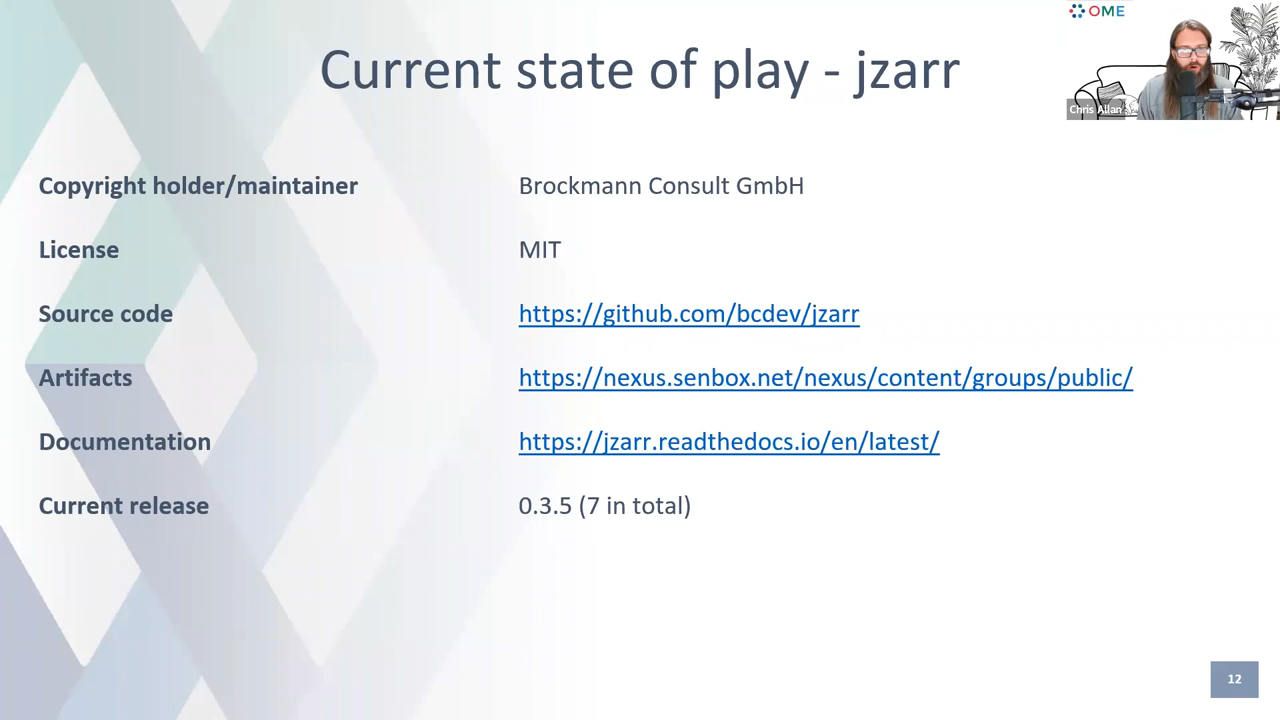 OME
Current state of play - jzarr
Chris Allan
Copyright holder/maintainer Brockmann Consult GmbH
License MIT
Source code https://github.com/bcdev/jzarr
Artifacts https://nexus.senbox.net/nexus/content/groups/public/
Documentation https://jzarr.readthedocs.io/en/latest/
Current release 0.3.5 (7 in total)
12